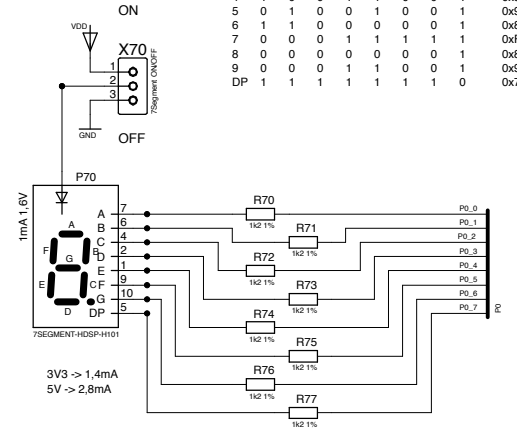 ON
5 0 1 0 0 1 0 0 1 0x9
6 1 1 0 0 0 0 0 1 0x8
7 0 0 0 1 1 1 1 1 0xF
8 0 0 0 0 0 0 0 1 0x8
9 0 0 0 1 1 0 0 1 0x9
DP 1 1 1 1 1 1 1 0 0x7
VDD
X70
1
2
3
7Segment ON/OFF
GND
OFF
P70
1mA 1,6V
A
F
B
G
E
C
D
A 7
B 6
C 4
D 2
E 1
F 9
G 10
DP 5
7SEGMENT-HDSP-H101
R70
1k2 1%
R71
1k2 1%
R72
1k2 1%
R73
1k2 1%
R74
1k2 1%
R75
1k2 1%
R76
1k2 1%
R77
1k2 1%
P0_0
P0_1
P0_2
P0_3
P0_4
P0_5
P0_6
P0_7
P0
3V3 -> 1,4mA
5V -> 2,8mA